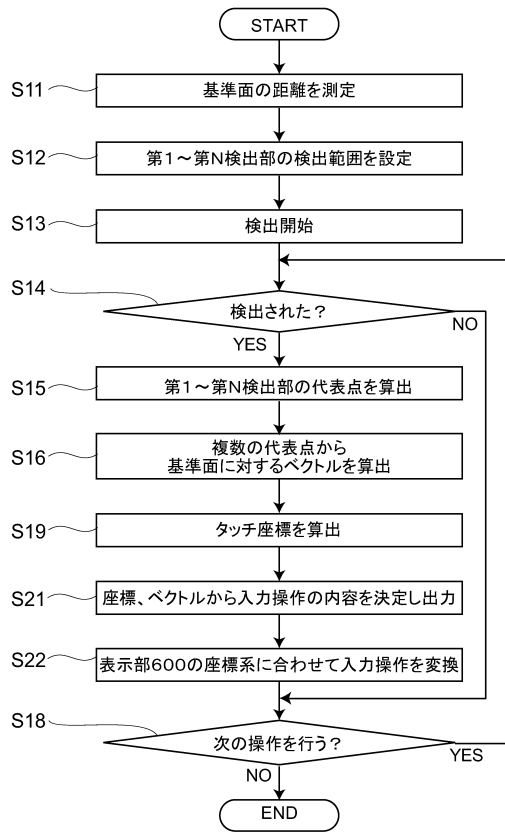 START
S11
基準面の距離を測定
S12
第1～第N検出部の検出範囲を設定
S13
検出開始
S14
検出された？
NO
YES
S15
第1～第N検出部の代表点を算出
S16
複数の代表点から
基準面に対するベクトルを算出
S19
タッチ座標を算出
S21
座標、ベクトルから入力操作の内容を決定し出力
S22
表示部600の座標系に合わせて入力操作を変換
S18
次の操作を行う？
YES
NO
END